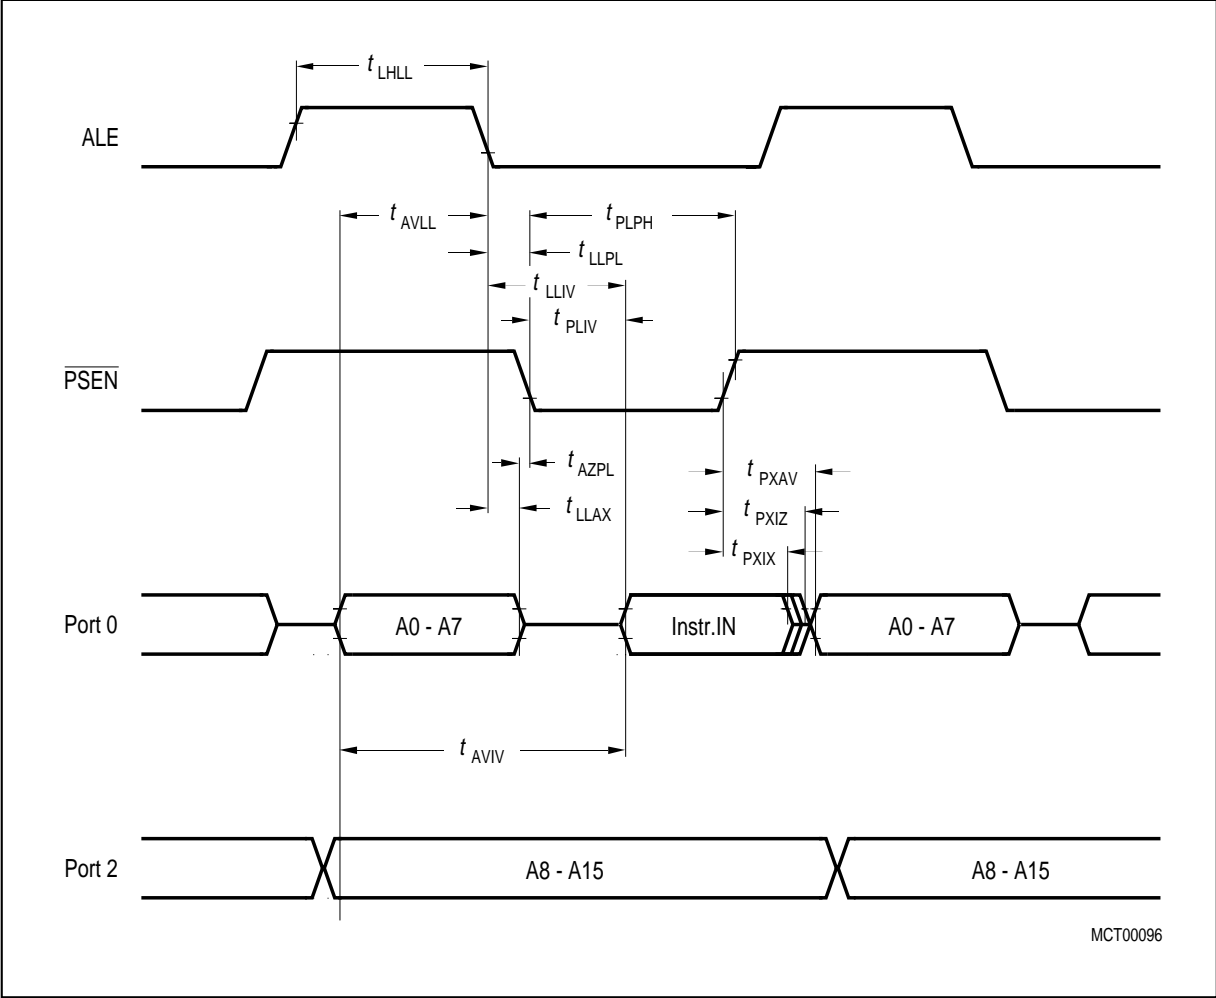 t LHLL
ALE
t AVLL t PLPH
t LLPL
t LLIV
t PLIV
PSEN
t AZPL t PXAV
t LLAX t PXIZ
t PXIX
Port 0 A0 - A7 Instr.IN A0 - A7
t AVIV
Port 2 A8 - A15 A8 - A15
MCT00096